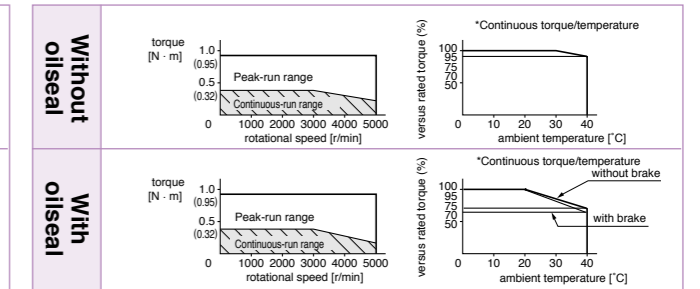 Without
oilseal
torque
[N · m]
1.0
(0.95)
0.5
(0.32)
0
Peak-run range
Continuous-run range
1000 2000 3000 4000 5000
rotational speed [r/min]
*Continuous torque/temperature
versus rated torque (%)
100
95
75
50
0
10 20 30 40
ambient temperature [˚C]
With
oilseal
torque
[N · m]
1.0
(0.95)
0.5
(0.32)
0
Peak-run range
Continuous-run range
1000 2000 3000 4000 5000
rotational speed [r/min]
*Continuous torque/temperature
without brake
with brake
versus rated torque (%)
100
95
75
70
50
0
10 20 30 40
ambient temperature [˚C]